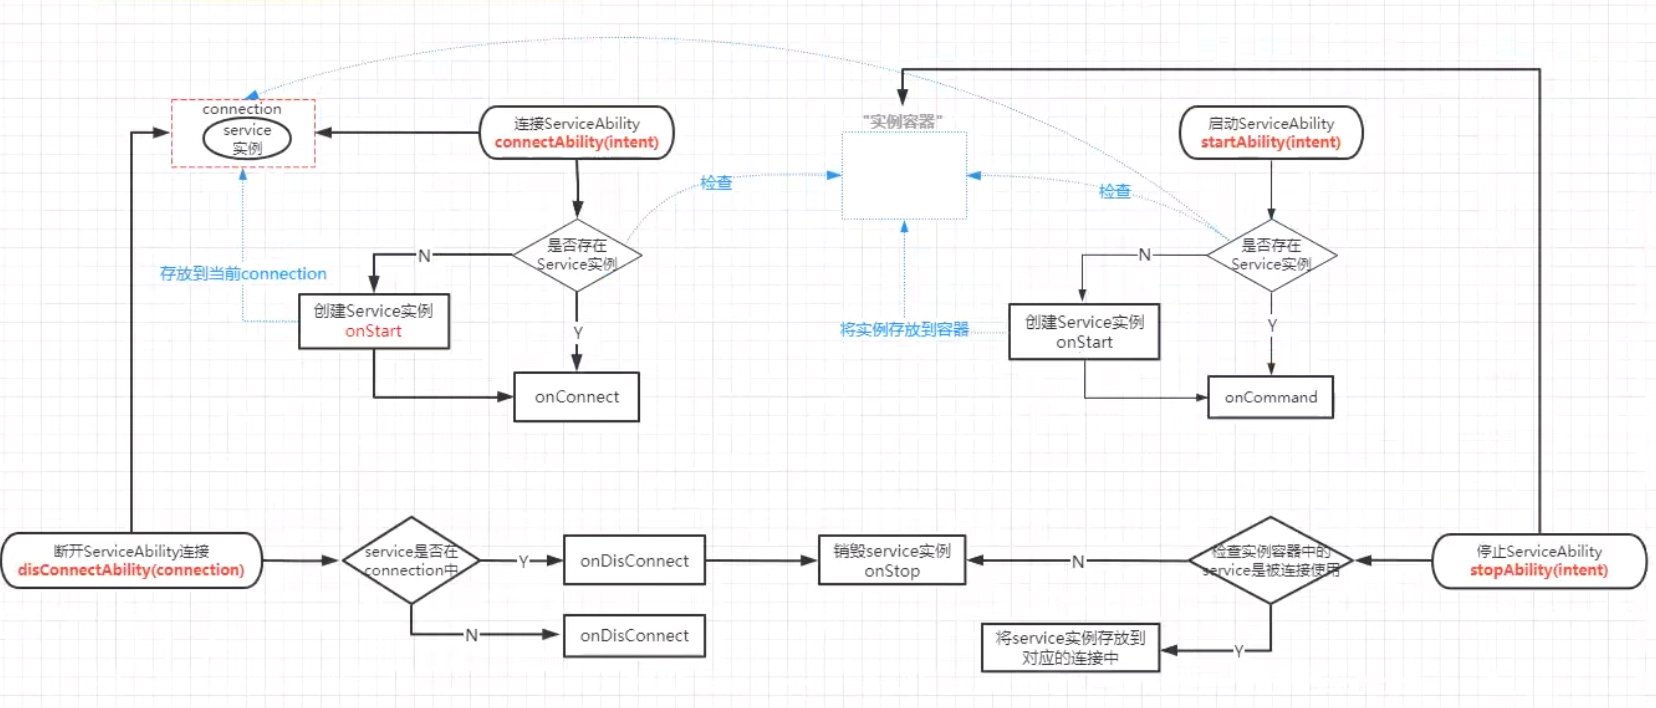 connection
service
实例
连接ServiceAbility
connectAbility(intent)
"实例容器"
启动ServiceAbility
startAbility(intent)
检查
检查
是否存在
Service实例
是否存在
Service实例
N
N
存放到当前connection
创建Service实例
onStart
Y
将实例存放到容器
创建Service实例
onStart
Y
onConnect
onCommand
断开ServiceAbility连接
disConnectAbility(connection)
service是否在
connection中
Y
onDisConnect
销毁service实例
onStop
N
检查实例容器中的
service是被连接使用
停止ServiceAbility
stopAbility(intent)
N
onDisConnect
将service实例存放到
对应的连接中
Y